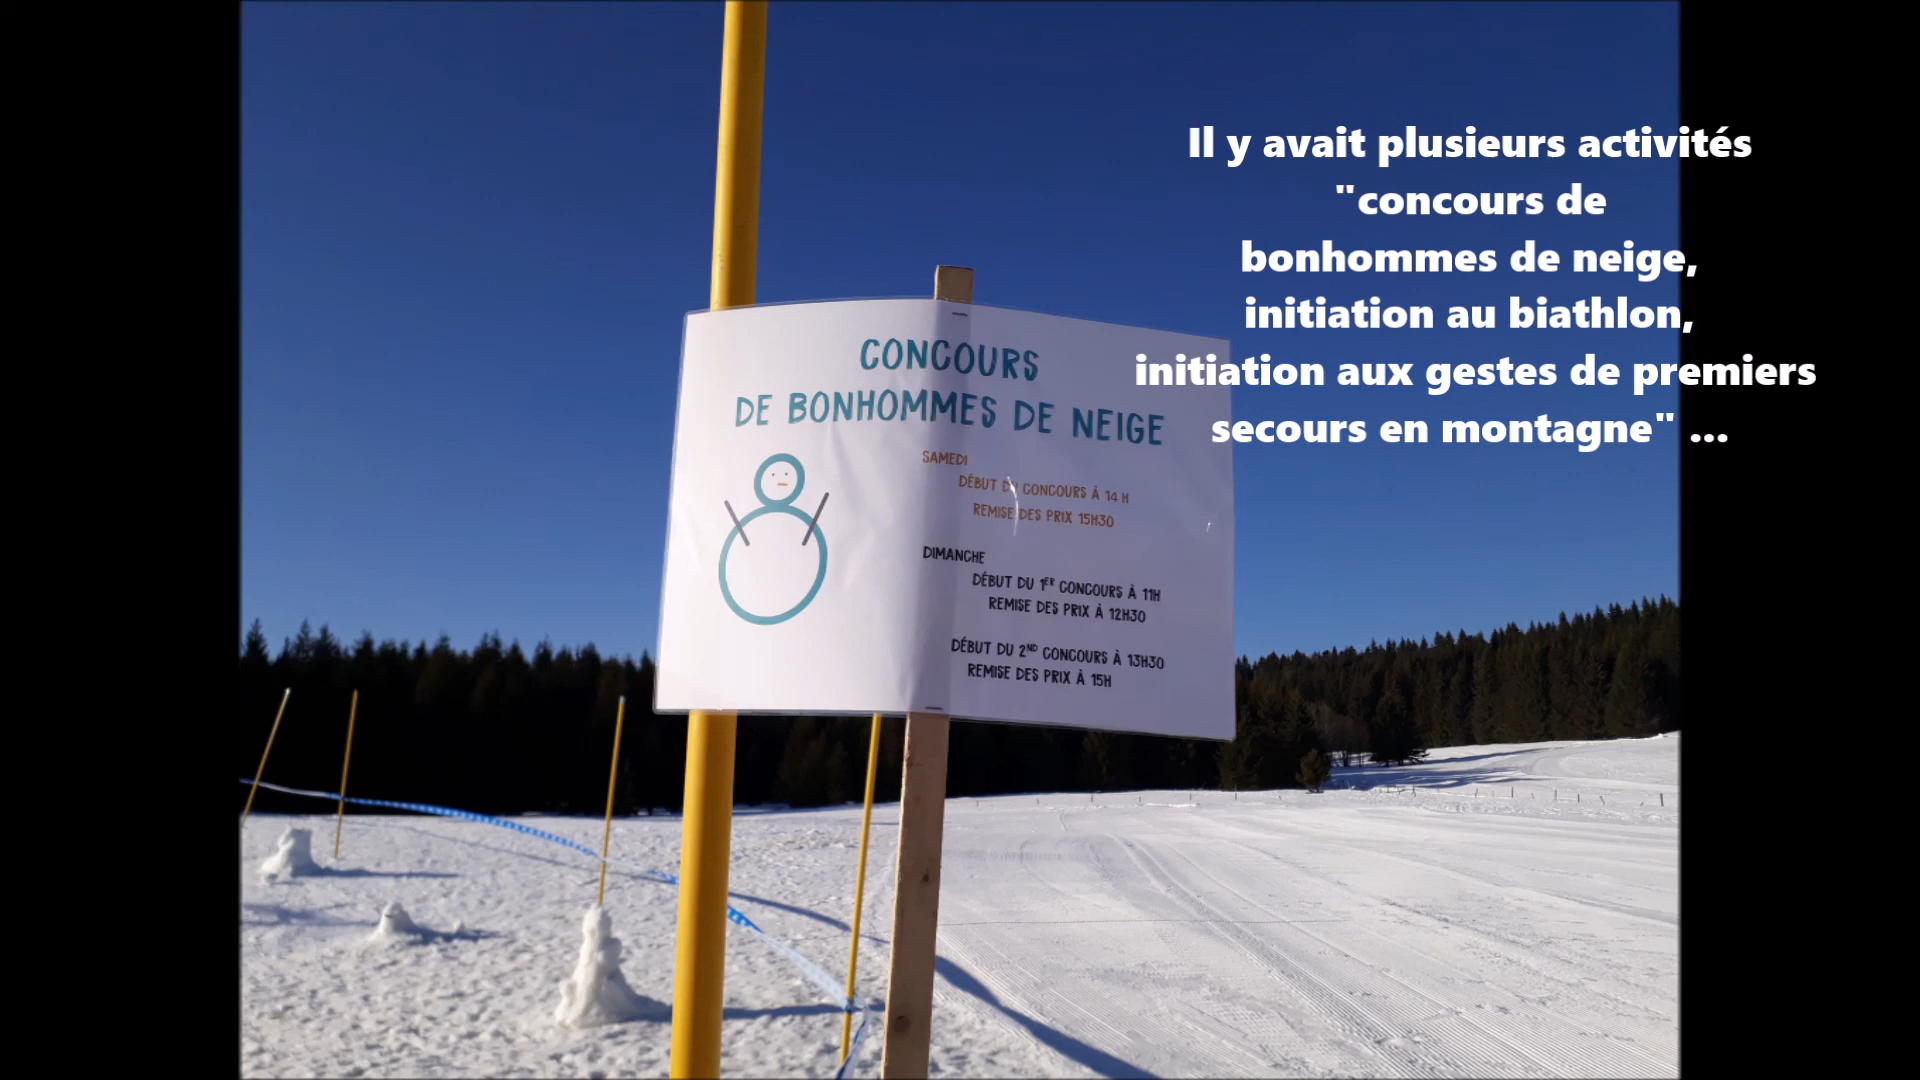 Il y avait plusieurs activités
"concours de
bonhommes de neige,
initiation au biathlon,
initiation aux gestes de premiers
secours en montagne" ...
CONCOURS
DE BONHOMMES DE NEIGE
SAMEDI
DÉBUT DU CONCOURS À 14 H
REMISE DES PRIX 15H30
DIMANCHE
DÉBUT DU 1ER CONCOURS À 11H
REMISE DES PRIX À 12H30
DÉBUT DU 2ND CONCOURS À 13H30
REMISE DES PRIX À 15H